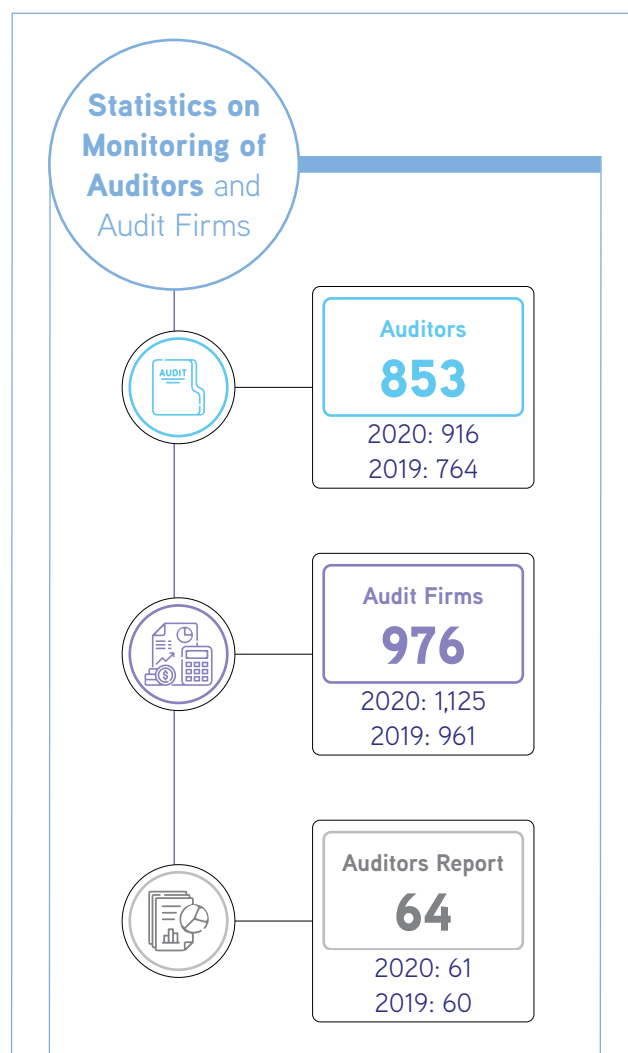 Statistics on
Monitoring of
Auditors and
Audit Firms
AUDIT
Auditors
853
2020: 916
2019: 764
Audit Firms
976
2020: 1,125
2019: 961
Auditors Report
64
2020: 61
2019: 60